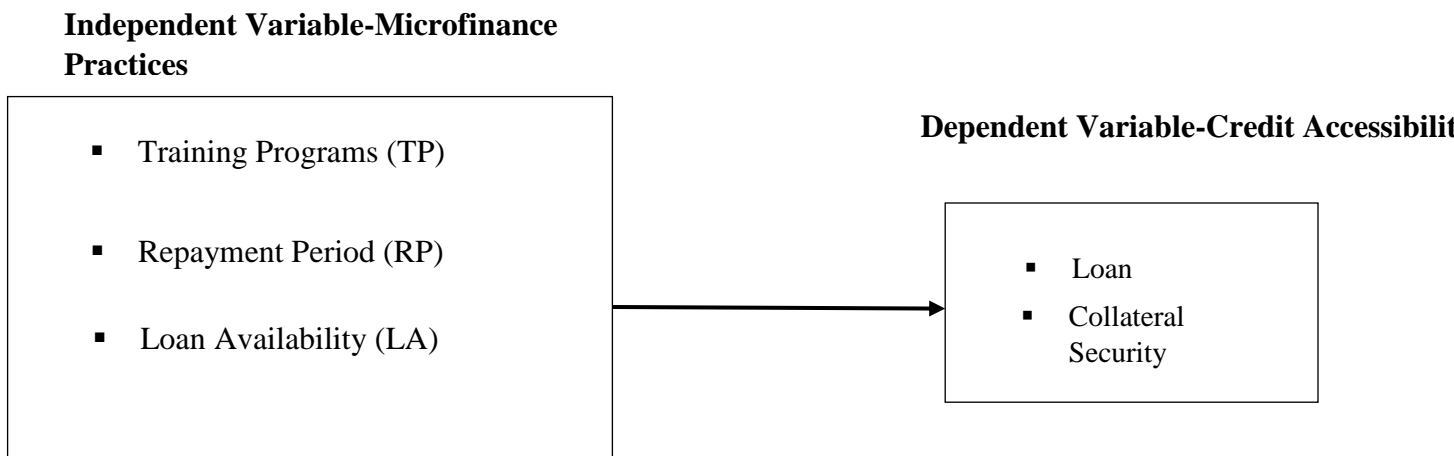 Independent Variable-Microfinance
Practices
▪ Training Programs (TP)
▪ Repayment Period (RP)
▪ Loan Availability (LA)
Dependent Variable-Credit Accessibilit
▪ Loan
▪ Collateral
Security